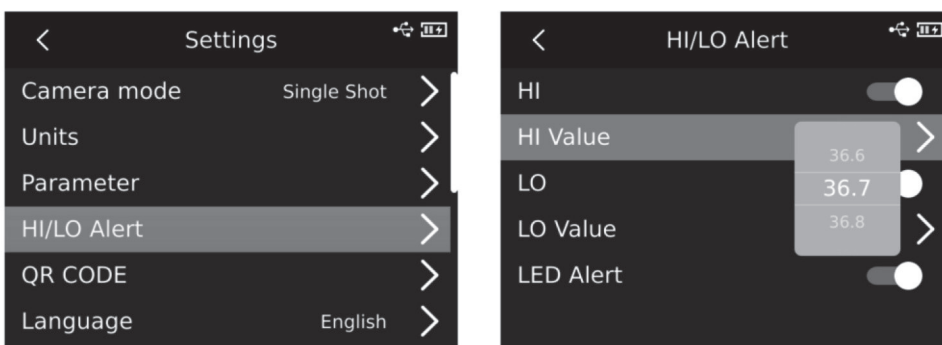 Settings
Camera mode Single Shot
Units
Parameter
HI/LO Alert
QR CODE
Language English
HI/LO Alert
HI
HI Value
36.6
LO
36.7
LO Value
36.8
LED Alert